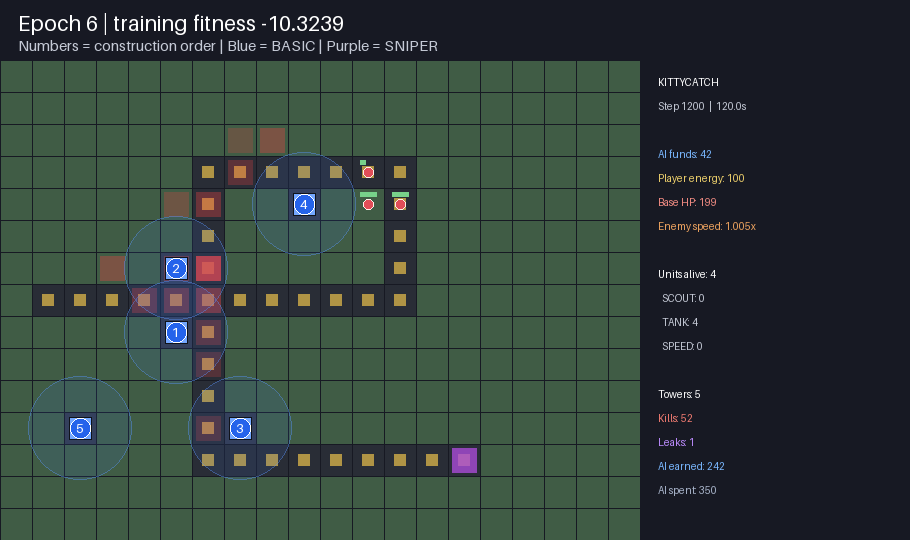 Epoch 6 | training fitness -10.3239
Numbers = construction order | Blue = BASIC | Purple = SNIPER
KITTYCATCH
Step 1200 | 120.0s
AI funds: 42
Player energy: 100
Base HP: 199
Enemy speed: 1.005x
Units alive: 4
SCOUT: 0
TANK: 4
SPEED: 0
Towers: 5
Kills: 52
Leaks: 1
AI earned: 242
AI spent: 350
4
2
1
5
3